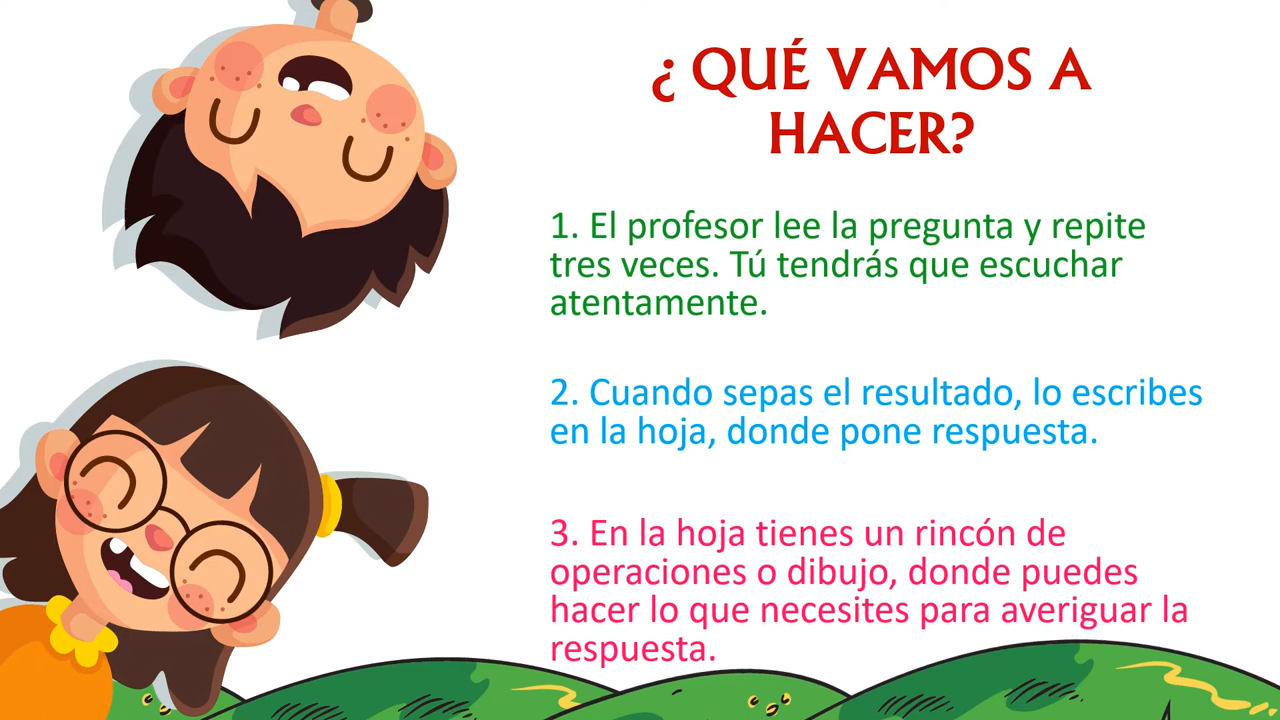 ¿ QUÉ VAMOS A
HACER?
1. El profesor lee la pregunta y repite
tres veces. Tú tendrás que escuchar
atentamente.
2. Cuando sepas el resultado, lo escribes
en la hoja, donde pone respuesta.
3. En la hoja tienes un rincón de
operaciones o dibujo, donde puedes
hacer lo que necesites para averiguar la
respuesta.